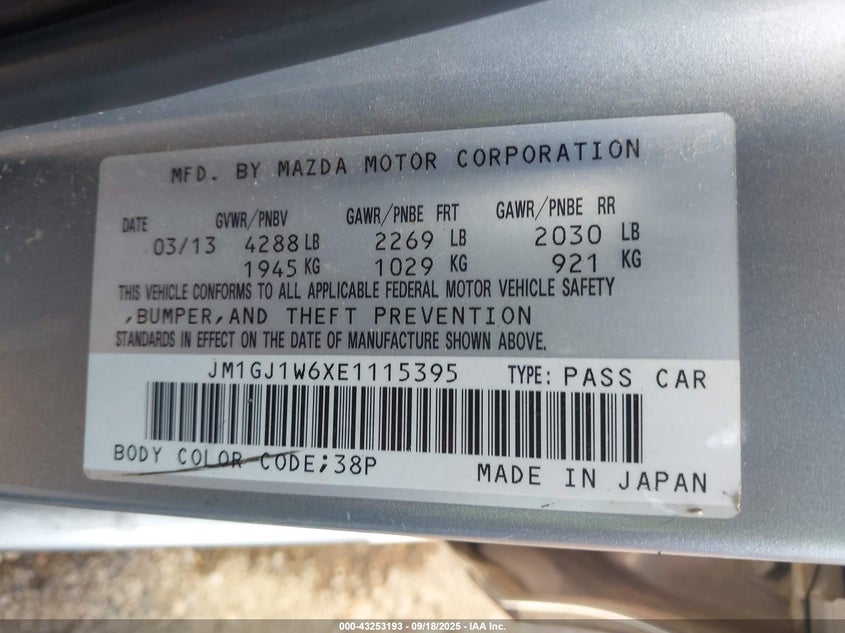 MFD. BY MAZDA MOTOR CORPORATION
DATE GVWR/PNBV GAWR/PNBE FRT GAWR/PNBE RR
03/13 4288 LB 2269 LB 2030 LB
1945 KG 1029 KG 921 KG
THIS VEHICLE CONFORMS TO ALL APPLICABLE FEDERAL MOTOR VEHICLE SAFETY
,BUMPER,AND THEFT PREVENTION
STANDARDS IN EFFECT ON THE DATE OF MANUFACTURE SHOWN ABOVE.
JM1GJ1W6XE1115395 TYPE: PASS CAR
BODY COLOR CODE;38P
MADE IN JAPAN
000-43253193 - 09/18/2025 - IAA Inc.